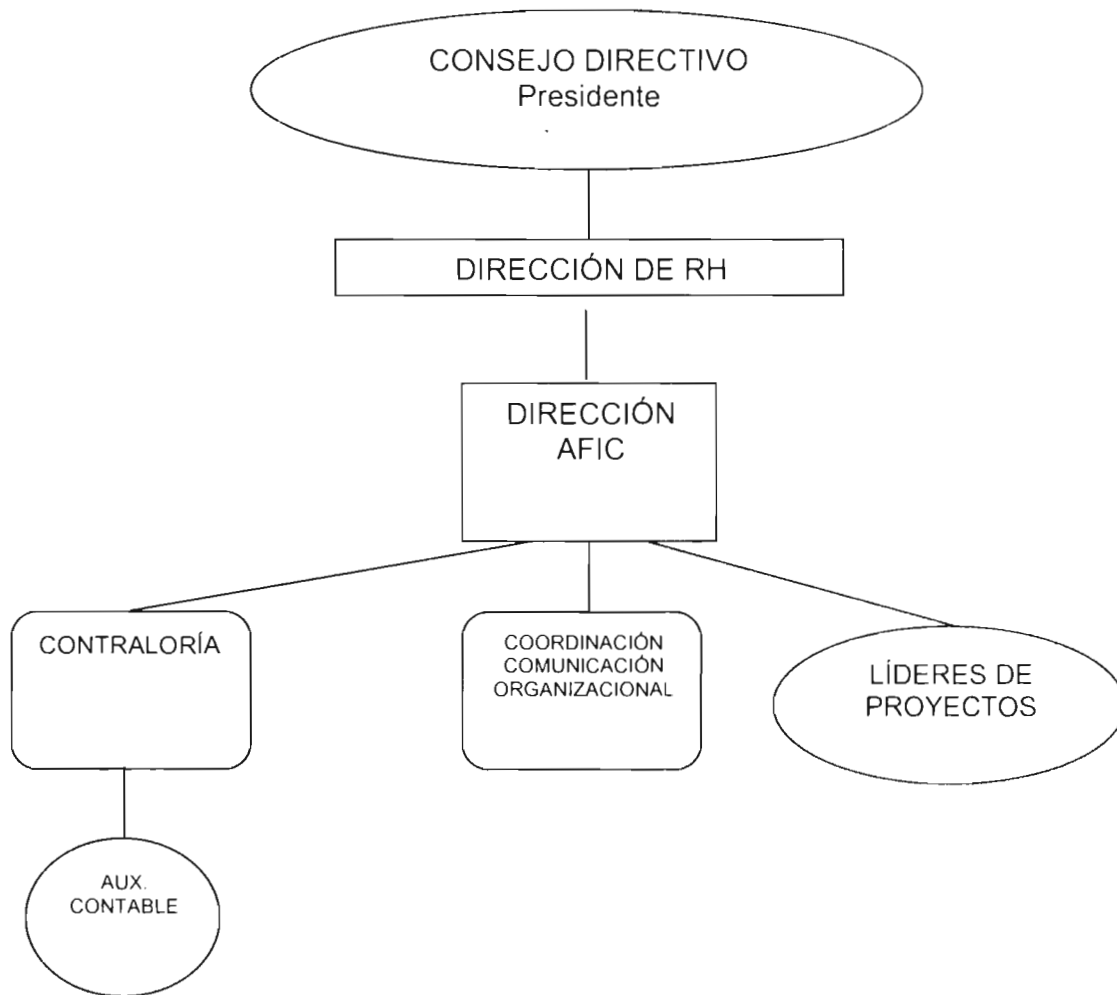 CONSEJO DIRECTIVO
Presidente
DIRECCIÓN DE RH
DIRECCIÓN
AFIC
CONTRALORÍA
COORDINACIÓN
COMUNICACIÓN
ORGANIZACIONAL
LÍDERES DE
PROYECTOS
AUX.
CONTABLE